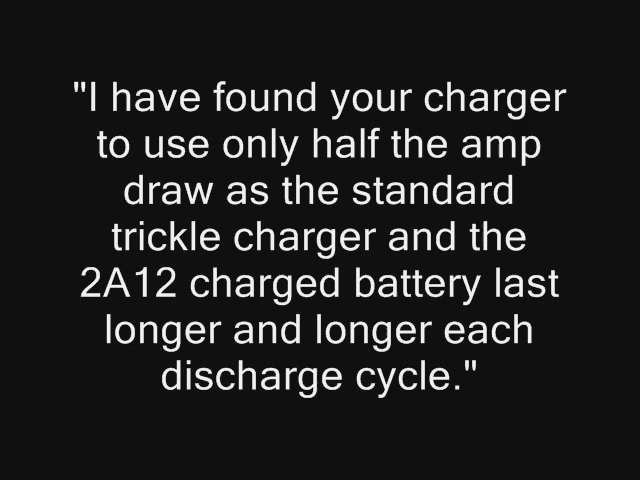 "I have found your charger
to use only half the amp
draw as the standard
trickle charger and the
2A12 charged battery last
longer and longer each
discharge cycle."